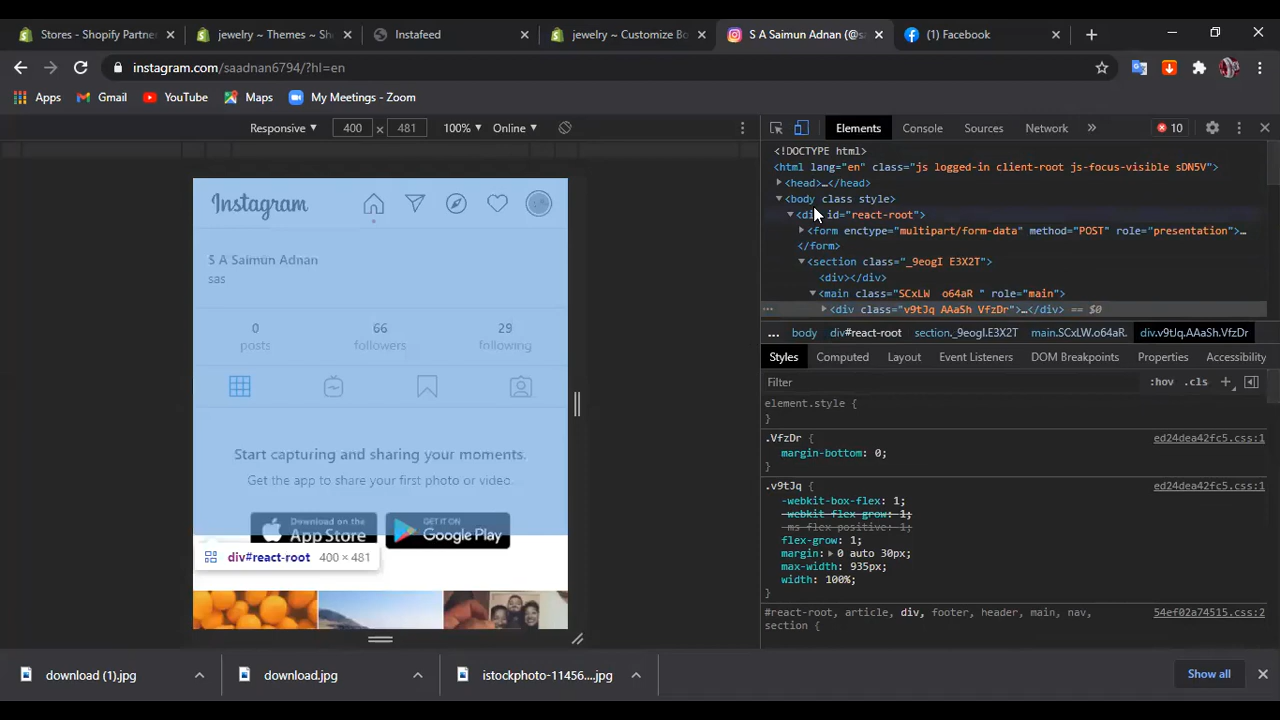 Stores - Shopify Partner
jewelry ~ Themes ~ Sh
Instafeed
jewelry ~ Customize Bo
S A Saimun Adnan (@s
(1) Facebook
instagram.com/saadnan6794/?hl=en
Apps
Gmail
YouTube
Maps
My Meetings - Zoom
Responsive
400
×
481
100%
Online
Elements
Console
Sources
Network
»
10
<!DOCTYPE html>
<html lang="en" class="js logged-in client-root js-focus-visible sDN5V">
<head>…</head>
<body class style>
<div id="react-root">
<form enctype="multipart/form-data" method="POST" role="presentation">…
</form>
<section class="_9eogI E3X2T">
<div></div>
<main class="SCxLW o64aR " role="main">
… <div class="v9tJq AAaSh VfzDr">…</div> == $0
... body div#react-root section._9eogI.E3X2T main.SCxLW.o64aR. div.v9tJq.AAaSh.VfzDr
Styles
Computed
Layout
Event Listeners
DOM Breakpoints
Properties
Accessibility
Filter
:hov
.cls
+
element.style {
}
.VfzDr {
ed24dea42fc5.css:1
margin-bottom: 0;
}
.v9tJq {
ed24dea42fc5.css:1
-webkit-box-flex: 1;
-webkit-flex-grow: 1;
-ms-flex-positive: 1;
flex-grow: 1;
margin: 0 auto 30px;
max-width: 935px;
width: 100%;
}
#react-root, article, div, footer, header, main, nav,
54ef02a74515.css:2
section {
Instagram
S A Saimun Adnan
sas
0
66
29
posts
followers
following
Start capturing and sharing your moments.
Get the app to share your first photo or video.
Download on the
App Store
GET IT ON
Google Play
div#react-root 400 × 481
download (1).jpg
download.jpg
istockphoto-11456....jpg
Show all